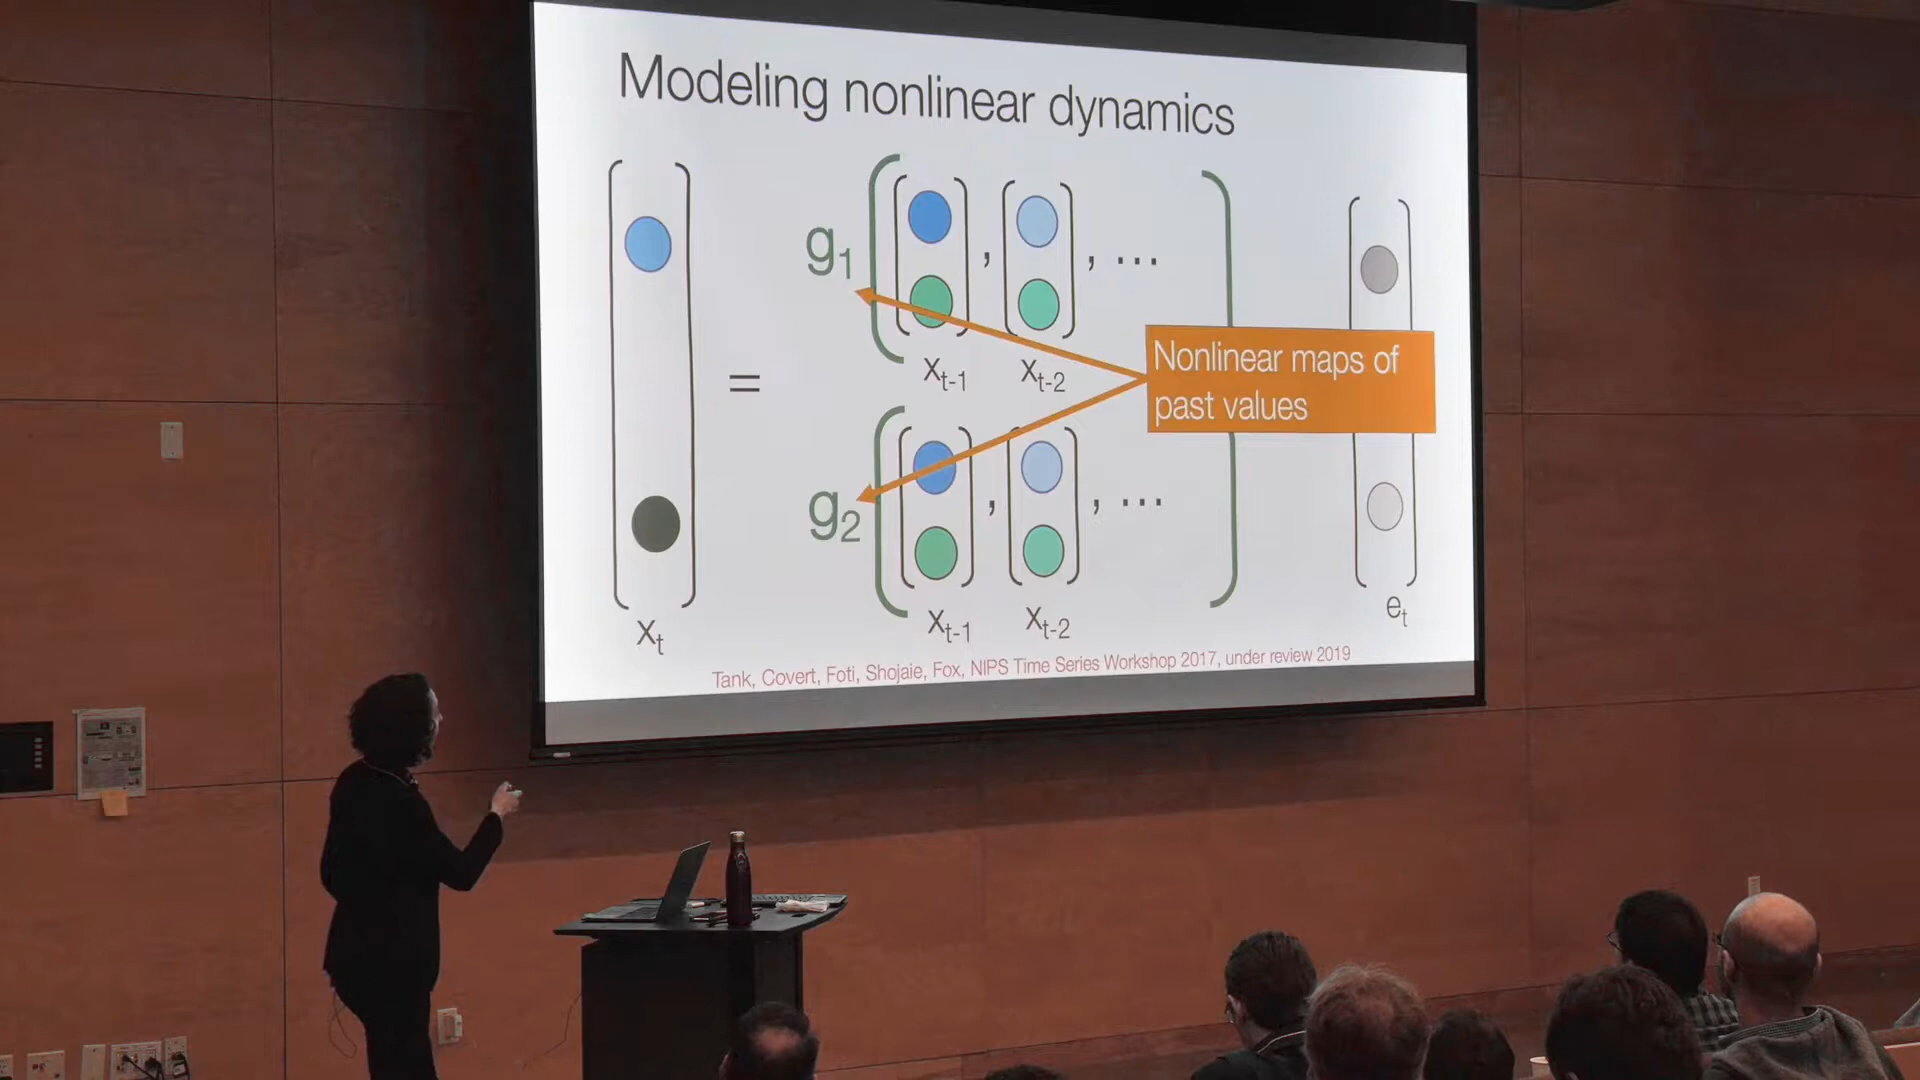 Modeling nonlinear dynamics
g1
, , ...
xt-1 xt-2
=
Nonlinear maps of
past values
g2
, , ...
xt-1 xt-2
xt
et
Tank, Covert, Foti, Shojaie, Fox, NIPS Time Series Workshop 2017, under review 2019